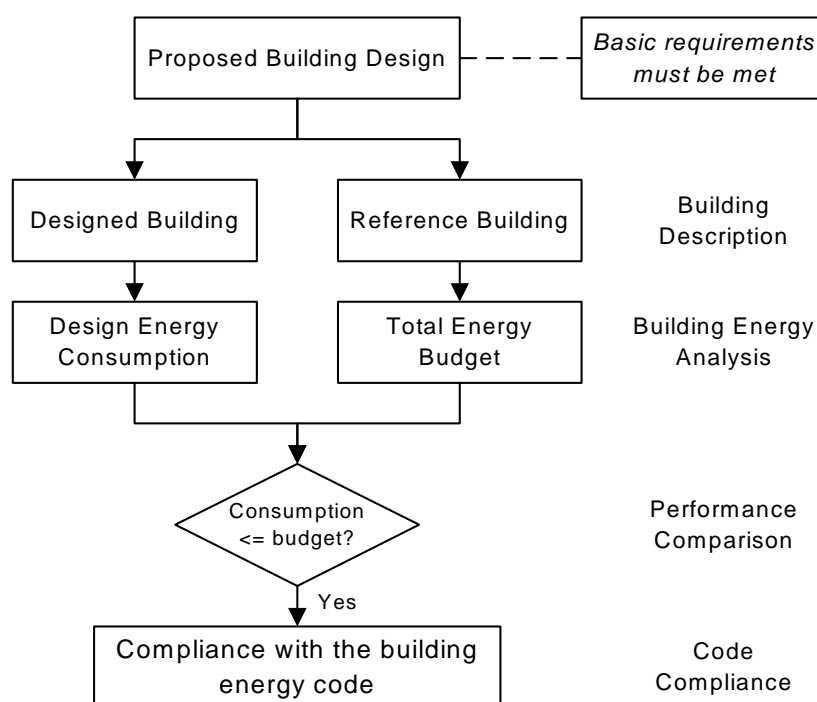 Proposed Building Design
Basic requirements
must be met
Designed Building
Reference Building
Building
Description
Design Energy
Consumption
Total Energy
Budget
Building Energy
Analysis
Consumption
<= budget?
Performance
Comparison
Yes
Compliance with the building
energy code
Code
Compliance